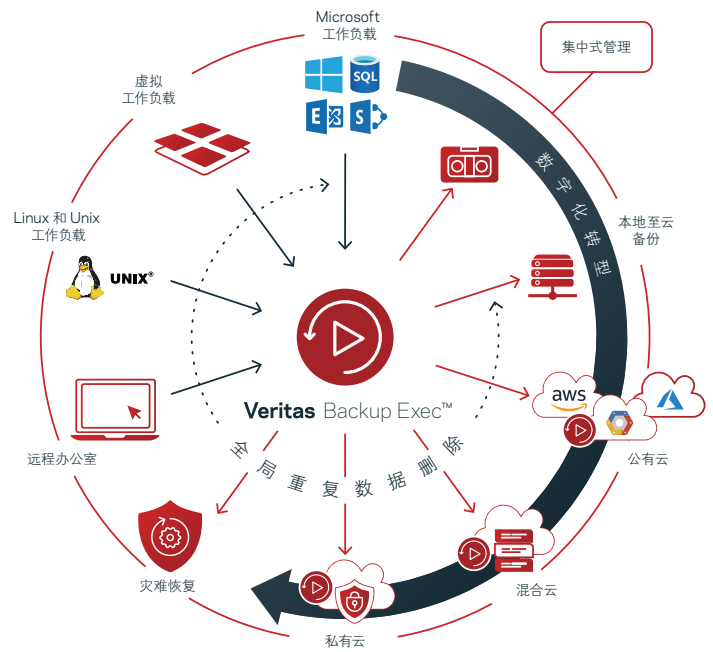 Microsoft
工作负载
集中式管理
虚拟
工作负载
SQL
E
S
数字化转型
Linux 和 Unix
工作负载
本地至云
备份
UNIX®
aws
Veritas Backup Exec™
全局重复数据删除
远程办公室
公有云
灾难恢复
混合云
私有云